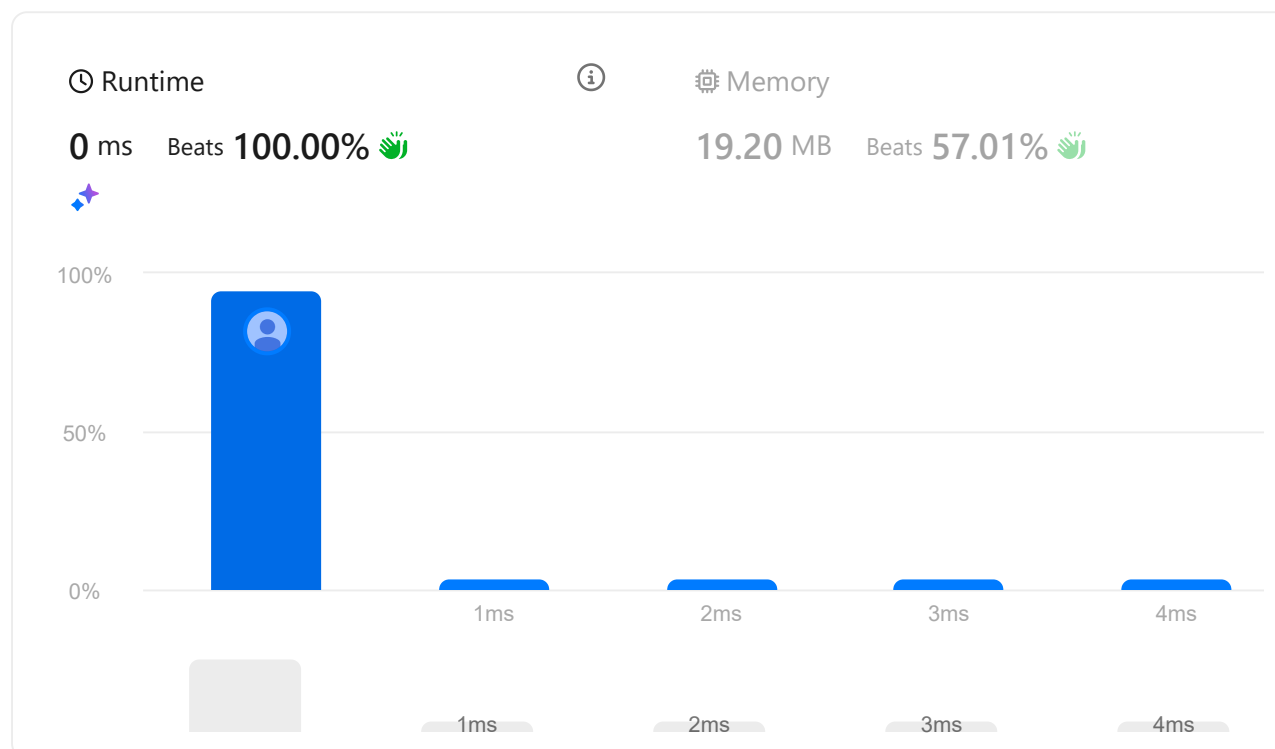 Runtime
Memory
0 ms Beats 100.00%
19.20 MB Beats 57.01%
100%
50%
0%
1ms 2ms 3ms 4ms
1ms 2ms 3ms 4ms